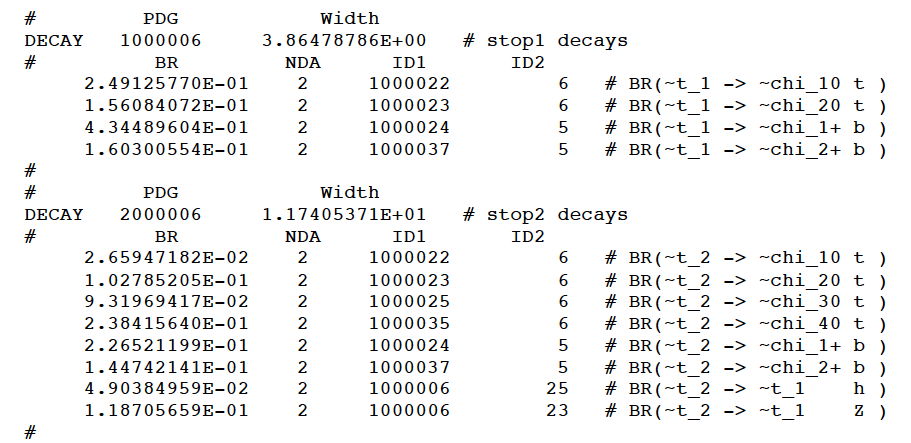 #         PDG            Width
DECAY   1000006     3.86478786E+00   # stop1 decays
#          BR         NDA      ID1       ID2
     2.49125770E-01    2     1000022         6   # BR(~t_1 -> ~chi_10 t )
     1.56084072E-01    2     1000023         6   # BR(~t_1 -> ~chi_20 t )
     4.34489604E-01    2     1000024         5   # BR(~t_1 -> ~chi_1+ b )
     1.60300554E-01    2     1000037         5   # BR(~t_1 -> ~chi_2+ b )
#
#         PDG            Width
DECAY   2000006     1.17405371E+01   # stop2 decays
#          BR         NDA      ID1       ID2
     2.65947182E-02    2     1000022         6   # BR(~t_2 -> ~chi_10 t )
     1.02785205E-01    2     1000023         6   # BR(~t_2 -> ~chi_20 t )
     9.31969417E-02    2     1000025         6   # BR(~t_2 -> ~chi_30 t )
     2.38415640E-01    2     1000035         6   # BR(~t_2 -> ~chi_40 t )
     2.26521199E-01    2     1000024         5   # BR(~t_2 -> ~chi_1+ b )
     1.44742141E-01    2     1000037         5   # BR(~t_2 -> ~chi_2+ b )
     4.90384959E-02    2     1000006        25   # BR(~t_2 -> ~t_1    h )
     1.18705659E-01    2     1000006        23   # BR(~t_2 -> ~t_1    Z )
#